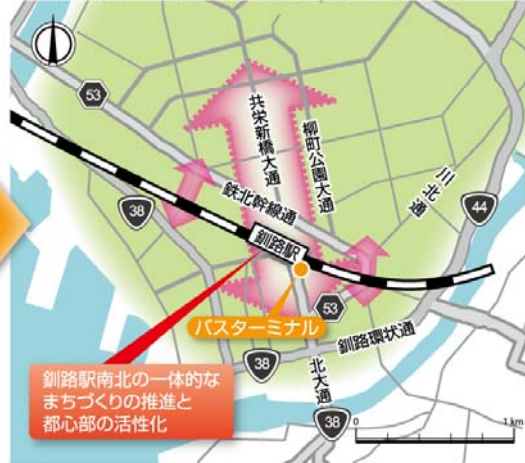 53
共栄新橋大通
柳町公園大通
川北通
44
38
鉄北幹線通
釧路駅
53
バスターミナル
釧路環状通
38
北大通
釧路駅南北の一体的な
まちづくりの推進と
都心部の活性化
38
0 1km